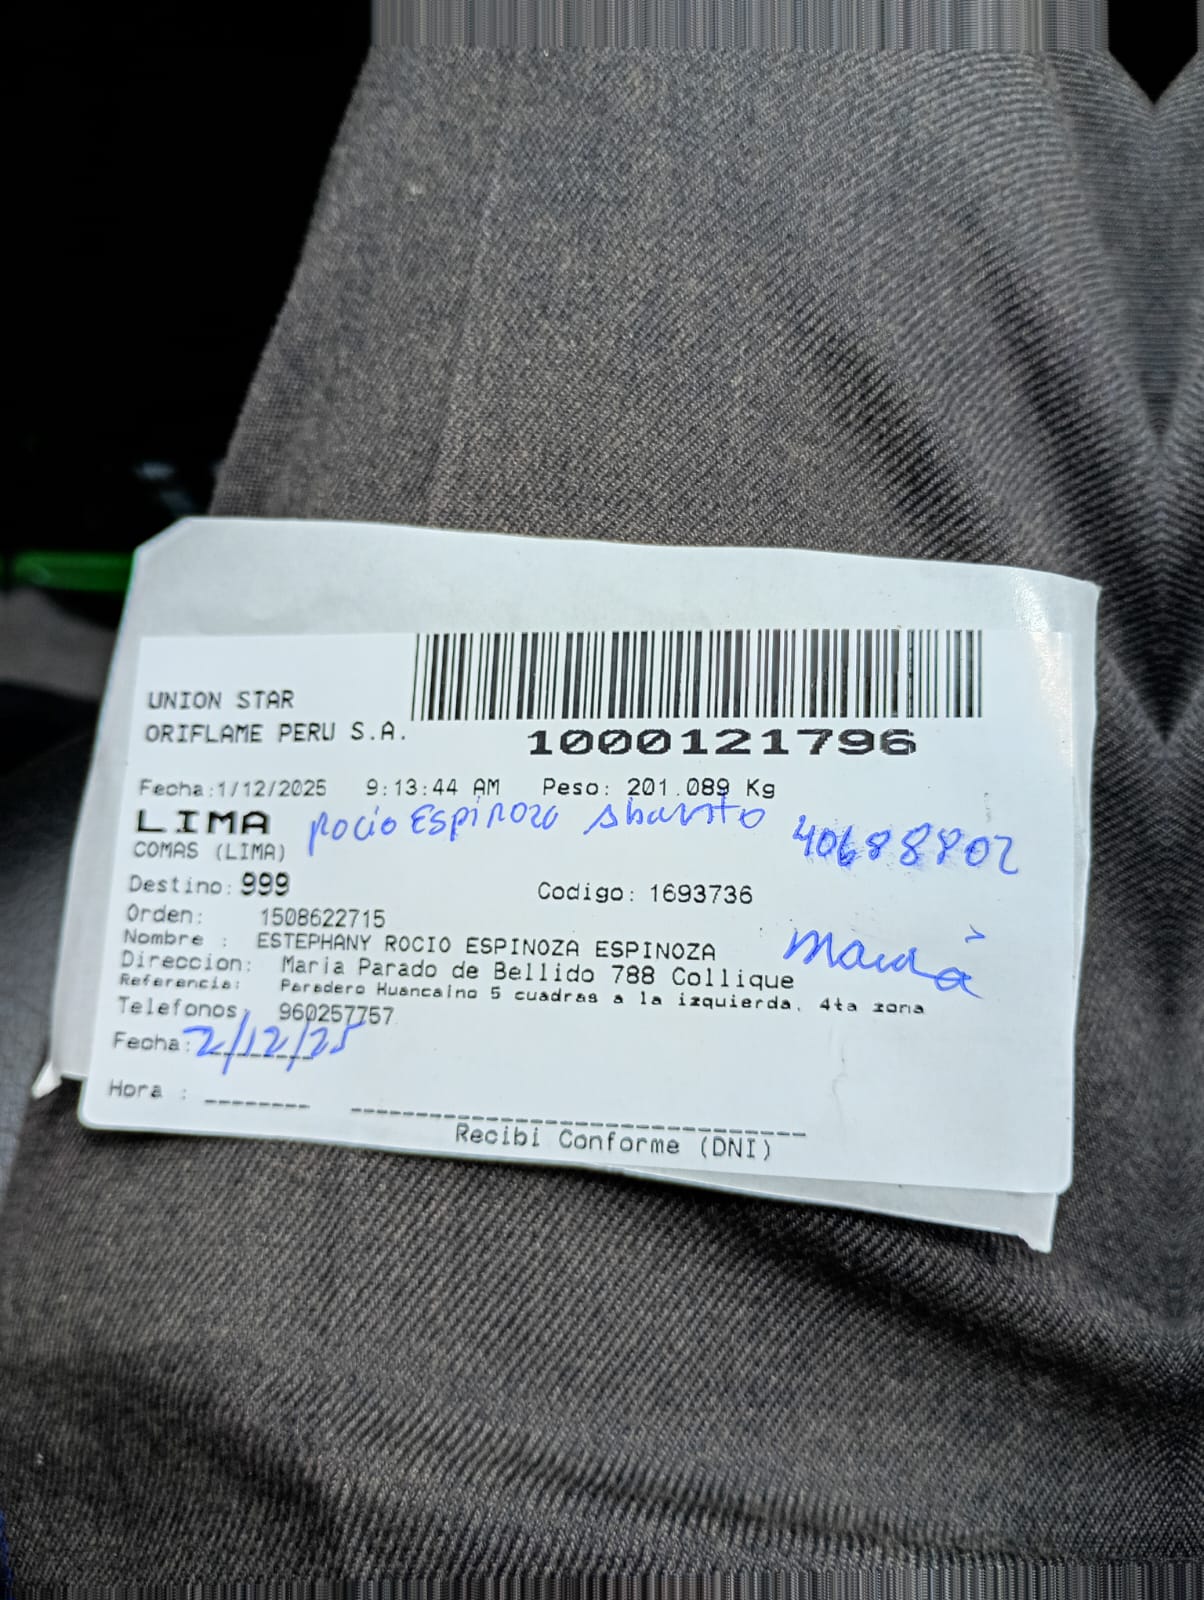 UNION STAR
ORIFLAME PERU S.A.
1000121796
Fecha:1/12/2025 9:13:44 AM Peso: 201.089 Kg
LIMA Rocio Espinoza 40688802
COMAS (LIMA)
Destino: 999 Codigo: 1693736
Orden: 1508622715
Nombre : ESTEPHANY ROCIO ESPINOZA ESPINOZA
Direccion: Maria Parado de Bellido 788 Collique
Referencia: Paradero Huancaino 5 cuadras a la izquierda, 4ta zona
Telefonos, 960257757
Fecha: 2/12/25
Hora :
Recibi Conforme (DNI)